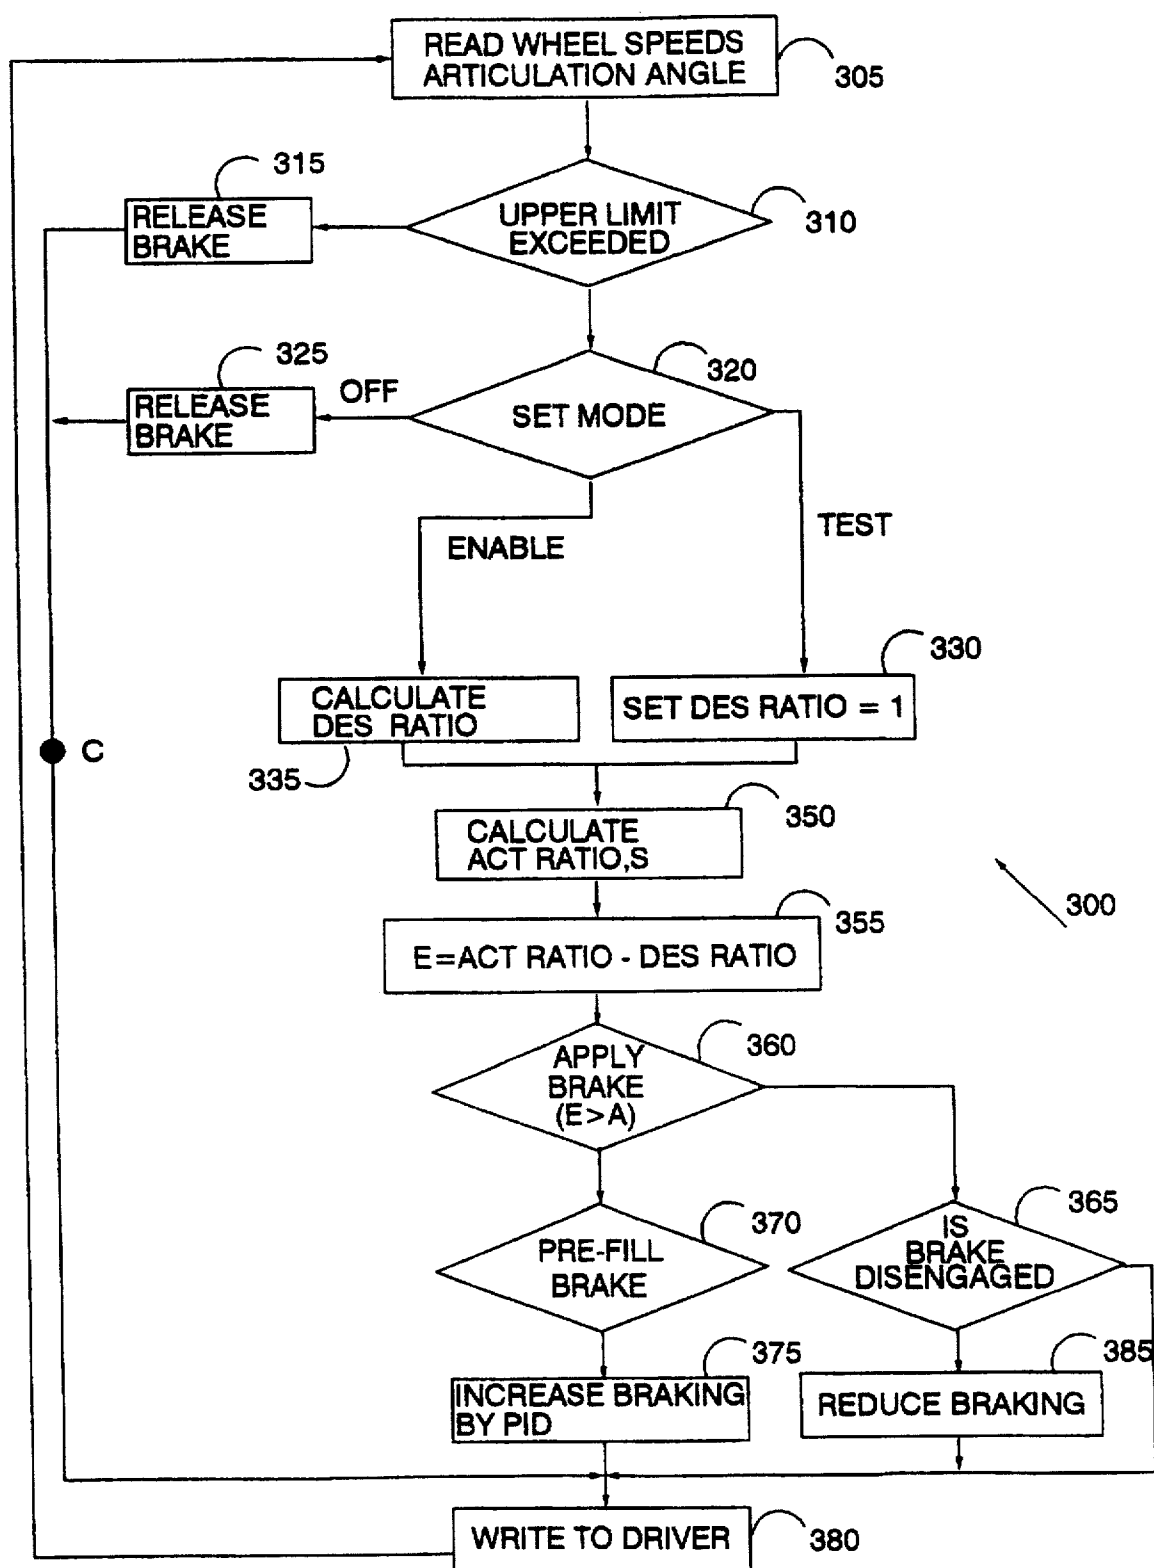 READ WHEEL SPEEDS
ARTICULATION ANGLE
305
315
RELEASE
BRAKE
UPPER LIMIT
EXCEEDED
310
325
RELEASE
BRAKE
OFF
320
SET MODE
ENABLE
TEST
330
CALCULATE
DES RATIO
SET DES RATIO = 1
C
335
350
CALCULATE
ACT RATIO,S
300
355
E=ACT RATIO - DES RATIO
360
APPLY
BRAKE
(E>A)
370
PRE-FILL
BRAKE
365
IS
BRAKE
DISENGAGED
375
INCREASE BRAKING
BY PID
385
REDUCE BRAKING
WRITE TO DRIVER
380